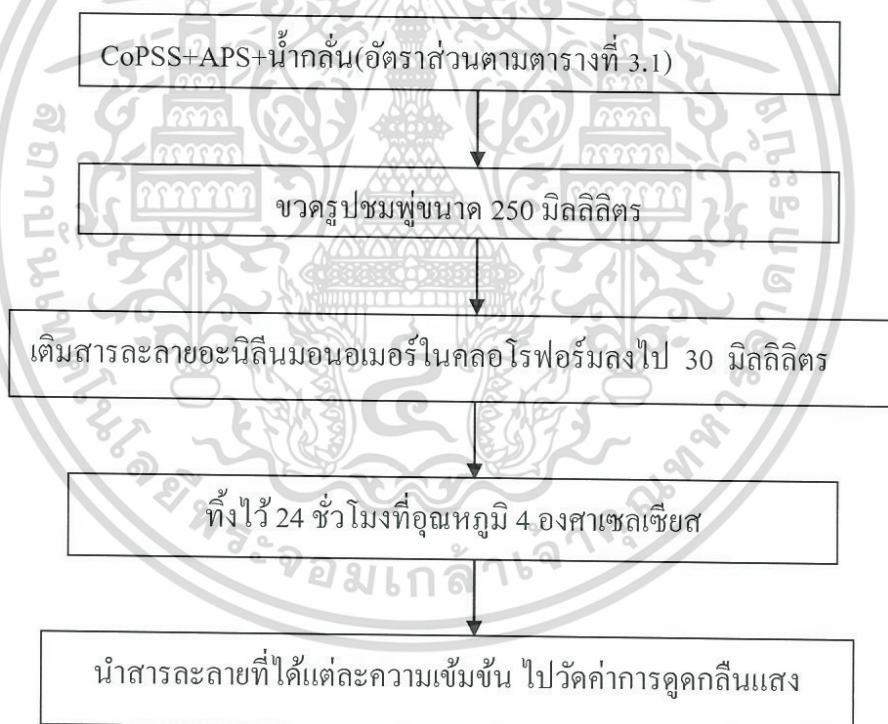 CoPSS+APS+น้ำกลั่น(อัตราส่วนตามตารางที่ 3.1)
ขวดรูปชมพู่ขนาด 250 มิลลิลิตร
เติมสารละลายอะนิลีนมอนอเมอร์ในคลอโรฟอร์มลงไป 30 มิลลิลิตร
ทิ้งไว้ 24 ชั่วโมงที่อุณหภูมิ 4 องศาเซลเซียส
นำสารละลายที่ได้แต่ละความเข้มข้น ไปวัดค่าการดูดกลืนแสง